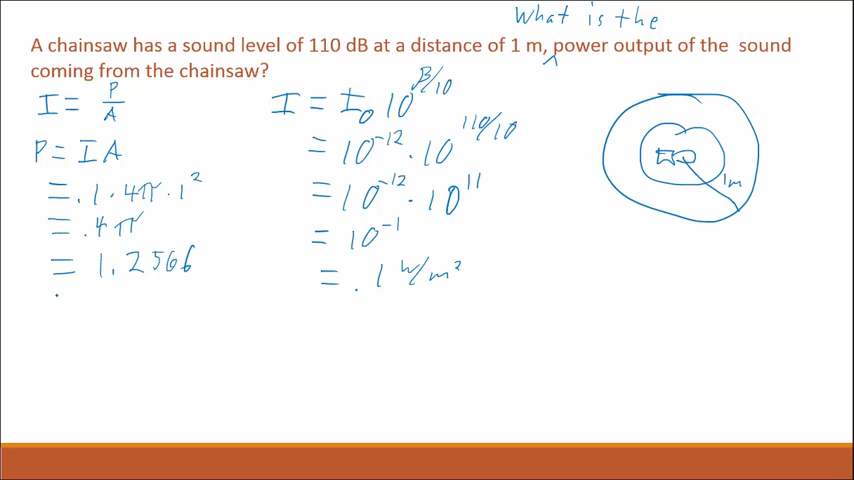 What is the
A chainsaw has a sound level of 110 dB at a distance of 1 m, ^ power output of the sound
coming from the chainsaw?
I = P/A
P = I A
= .1 · 4π · 1²
= .4π
= 1.2566
I = I₀ 10^β/10
= 10⁻¹² · 10^110/10
= 10⁻¹² · 10¹¹
= 10⁻¹
= .1 W/m²
1m